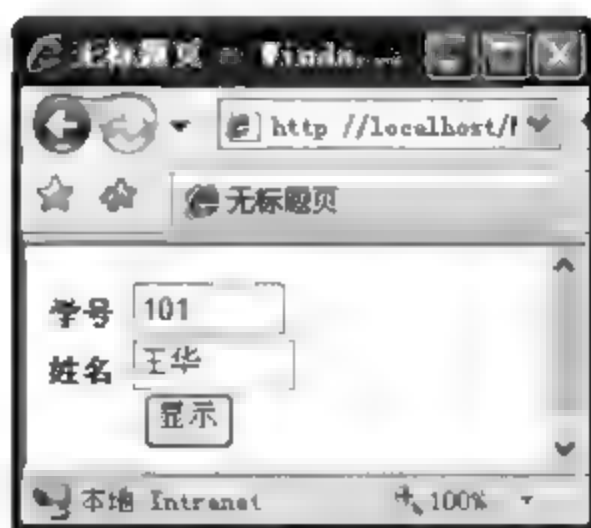 无标题页 - Windo...
http://localhost/
无标题页
学号 101
姓名 王华
显示
本地 Intranet 100%